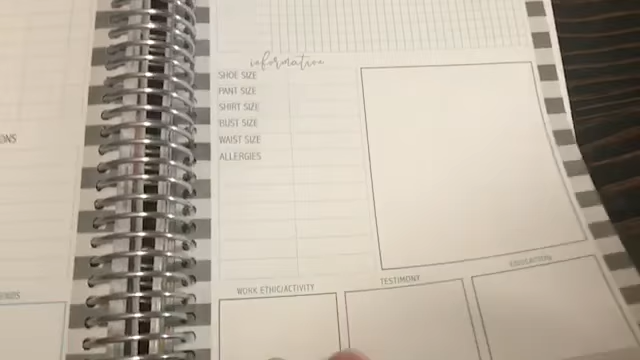 information
SHOE SIZE
PANT SIZE
SHIRT SIZE
BUST SIZE
WAIST SIZE
ALLERGIES
WORK ETHIC/ACTIVITY
TESTIMONY
EDUCATION